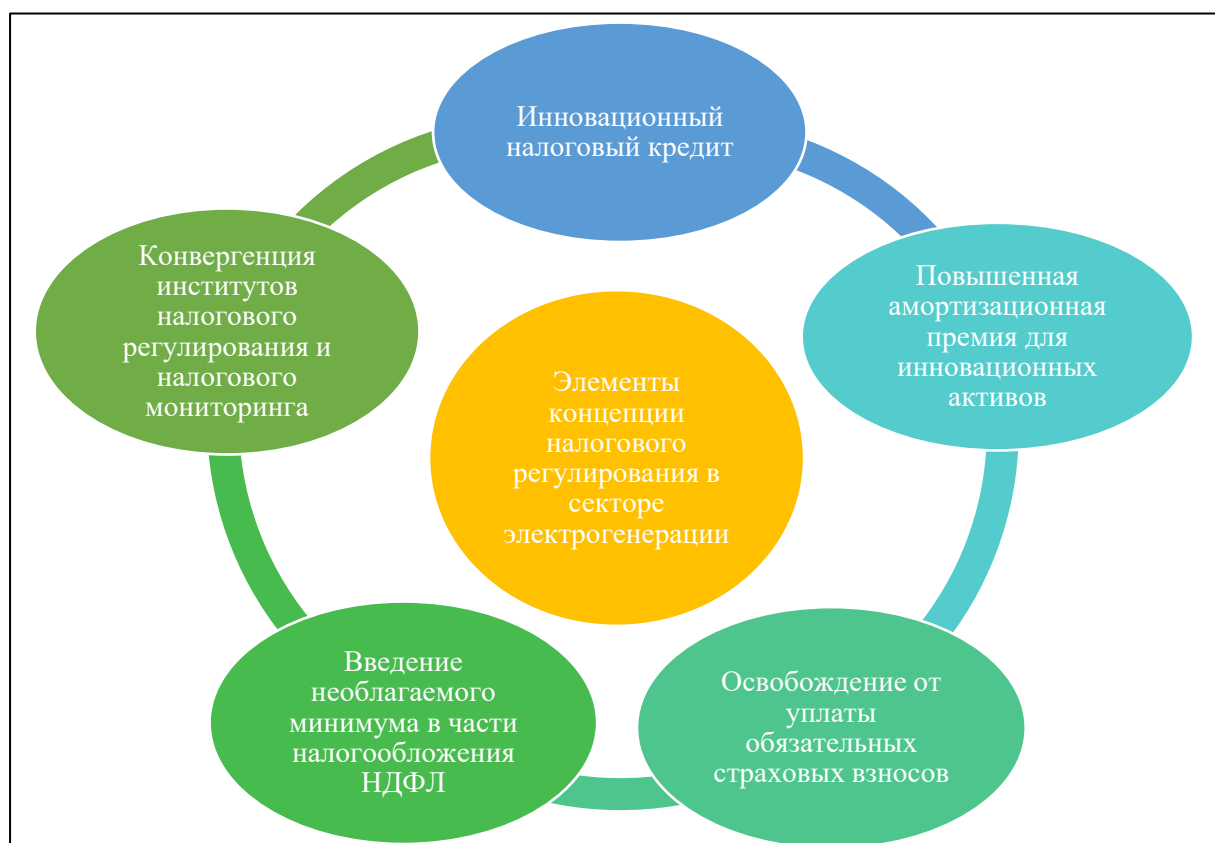 Инновационный
налоговый кредит
Повышенная
амортизационная
премия для
инновационных
активов
Освобождение от
уплаты
обязательных
страховых взносов
Введение
необлагаемого
минимума в части
налогообложения
НДФЛ
Конвергенция
институтов
налогового
регулирования и
налогового
мониторинга
Элементы
концепции
налогового
регулирования в
секторе
электрогенерации